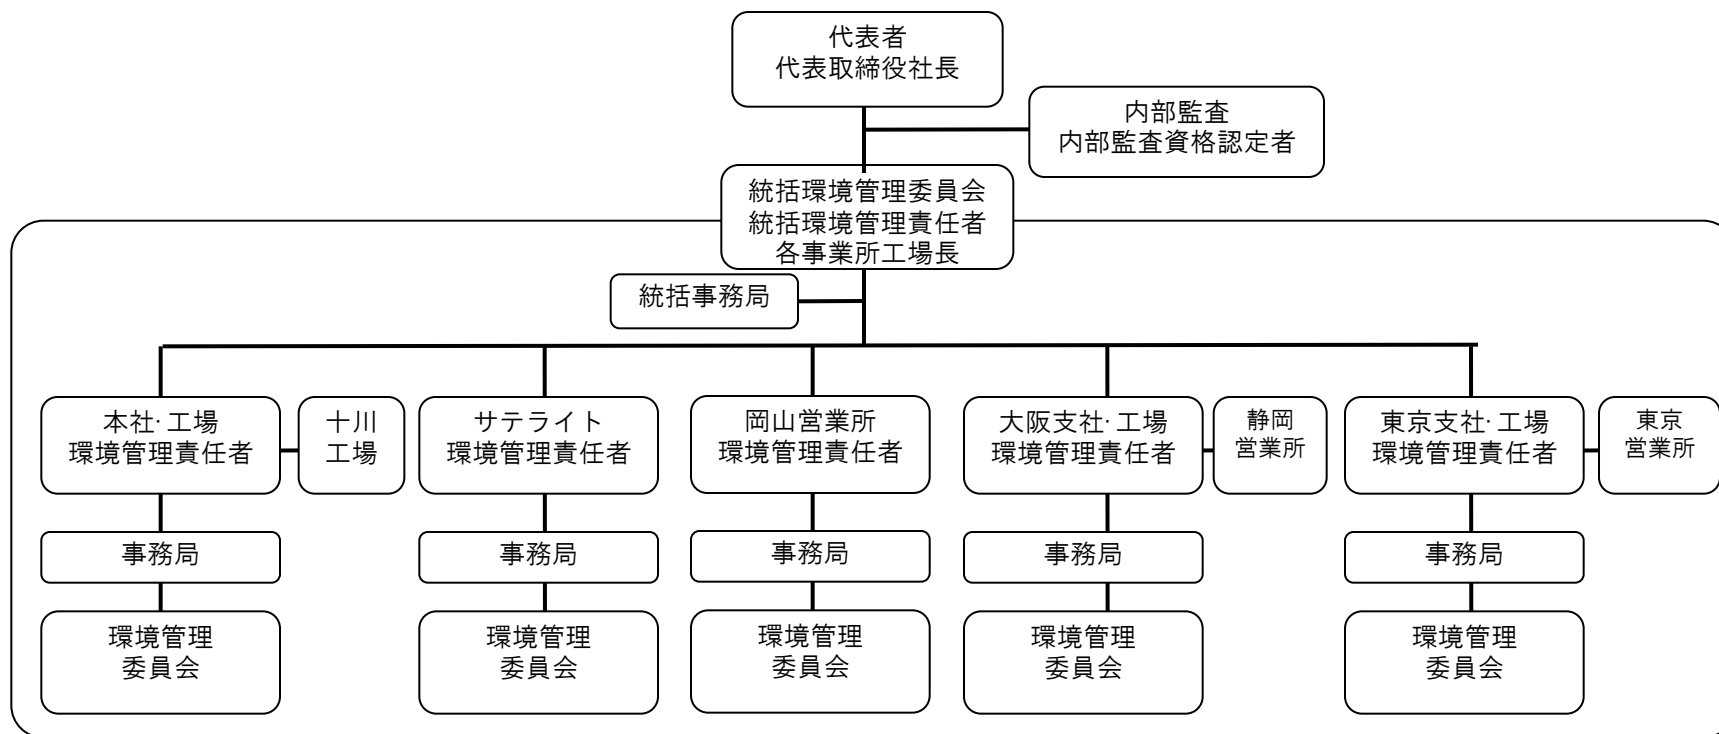 代表者
代表取締役社長
内部監査
内部監査資格認定者
統括環境管理委員会
統括環境管理責任者
各事業所工場長
統括事務局
本社・工場
環境管理責任者
十川
工場
サテライト
環境管理責任者
岡山営業所
環境管理責任者
大阪支社・工場
環境管理責任者
静岡
営業所
東京支社・工場
環境管理責任者
東京
営業所
事務局
事務局
事務局
事務局
事務局
環境管理
委員会
環境管理
委員会
環境管理
委員会
環境管理
委員会
環境管理
委員会